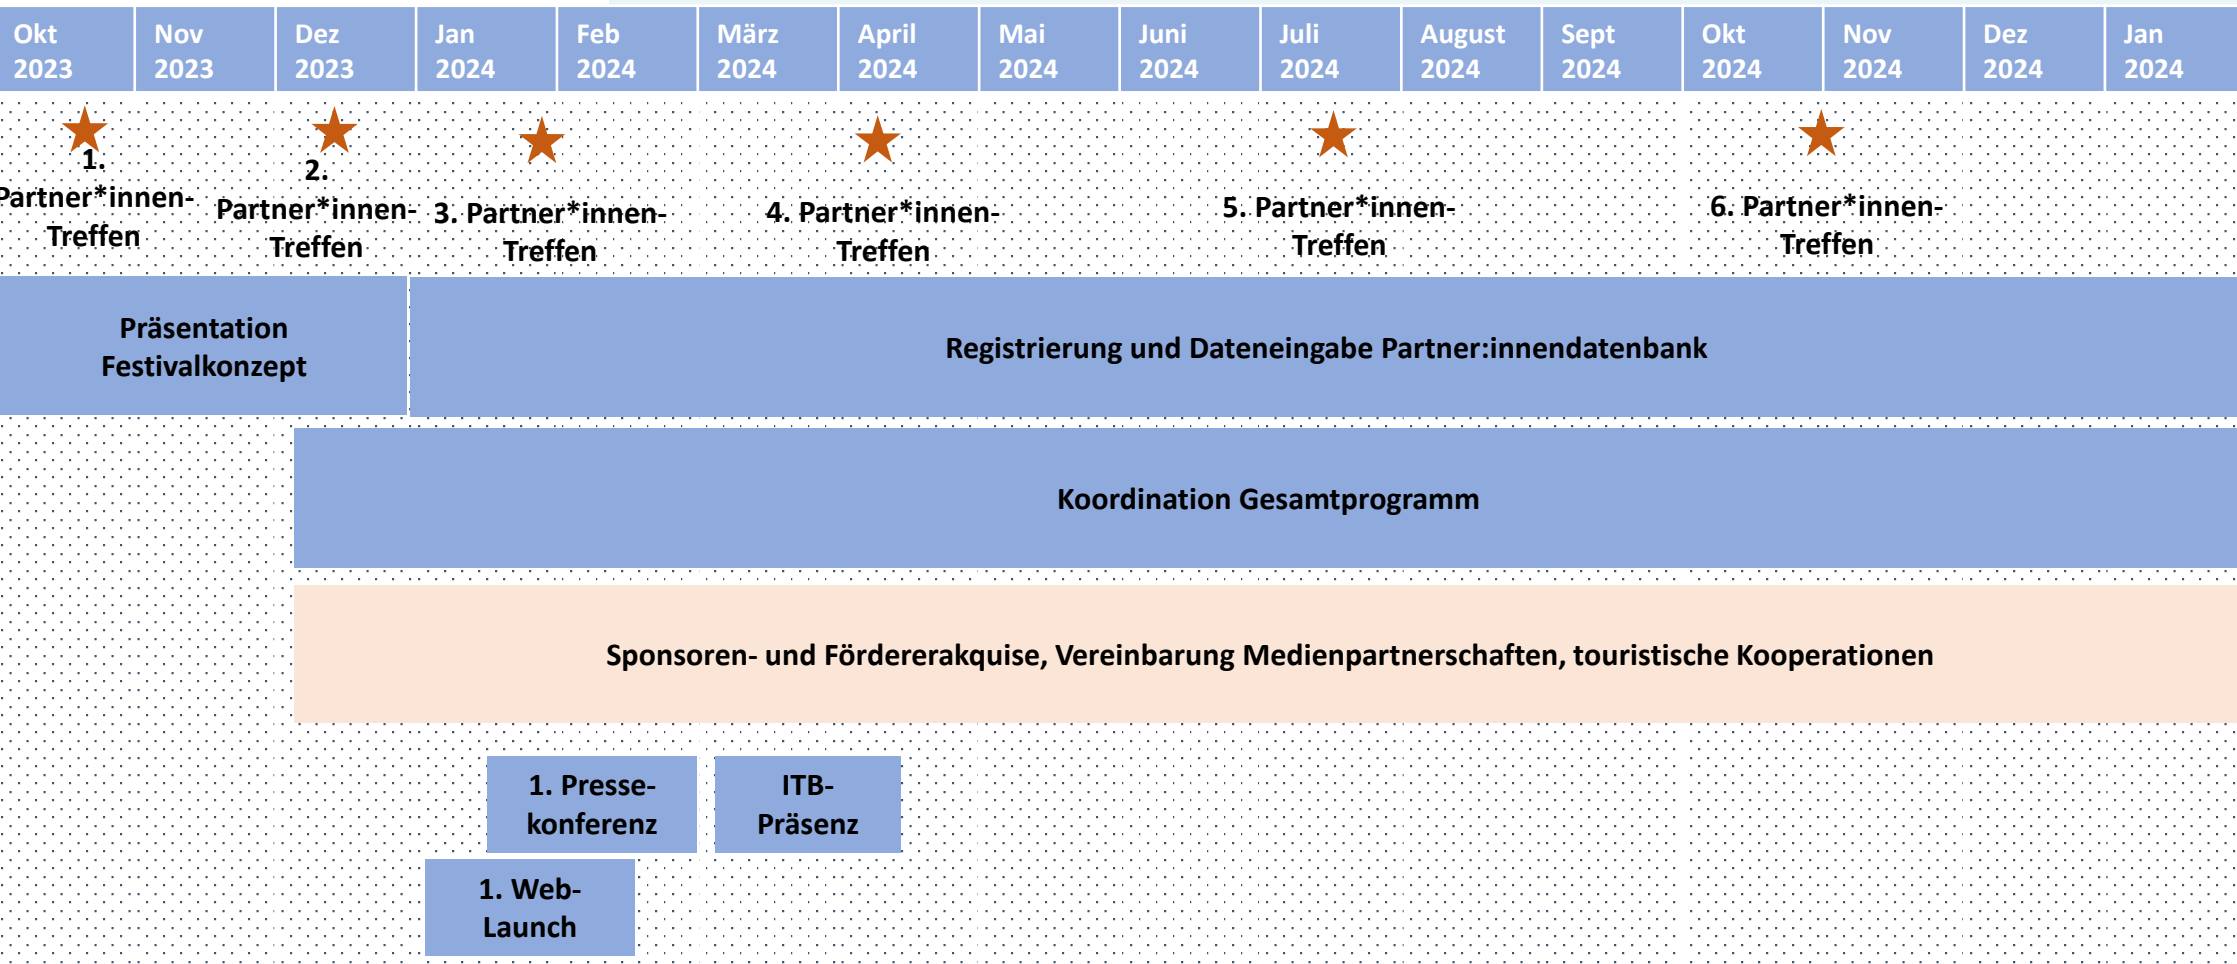 Okt
2023
Nov
2023
Dez
2023
Jan
2024
Feb
2024
März
2024
April
2024
Mai
2024
Juni
2024
Juli
2024
August
2024
Sept
2024
Okt
2024
Nov
2024
Dez
2024
Jan
2024
1.
Partner*innen-
Treffen
2.
Partner*innen-
Treffen
3. Partner*innen-
Treffen
4. Partner*innen-
Treffen
5. Partner*innen-
Treffen
6. Partner*innen-
Treffen
Präsentation
Festivalkonzept
Registrierung und Dateneingabe Partner:innendatenbank
Koordination Gesamtprogramm
Sponsoren- und Fördererakquise, Vereinbarung Medienpartnerschaften, touristische Kooperationen
1. Presse-
konferenz
ITB-
Präsenz
1. Web-
Launch